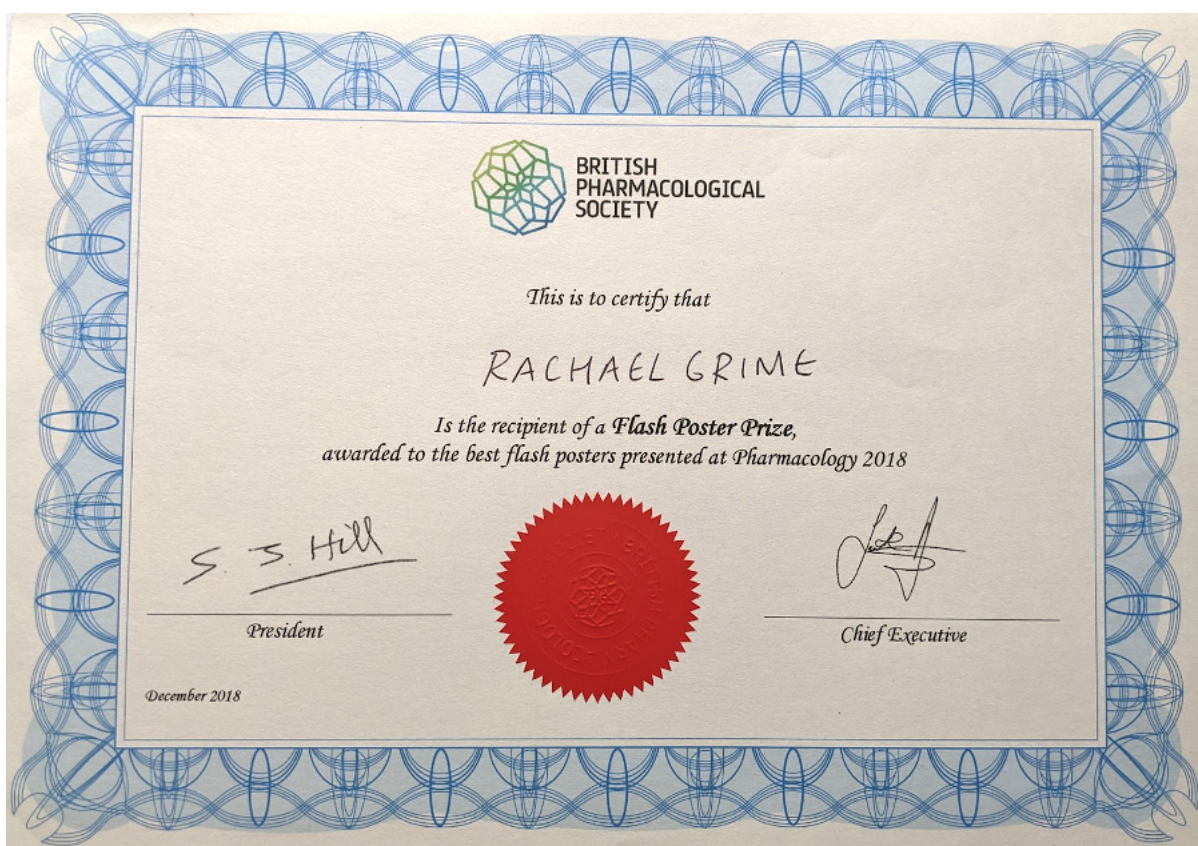 BRITISH
PHARMACOLOGICAL
SOCIETY
This is to certify that
RACHAEL GRIME
Is the recipient of a Flash Poster Prize,
awarded to the best flash posters presented at Pharmacology 2018
S. J. Hill
President
Chief Executive
December 2018